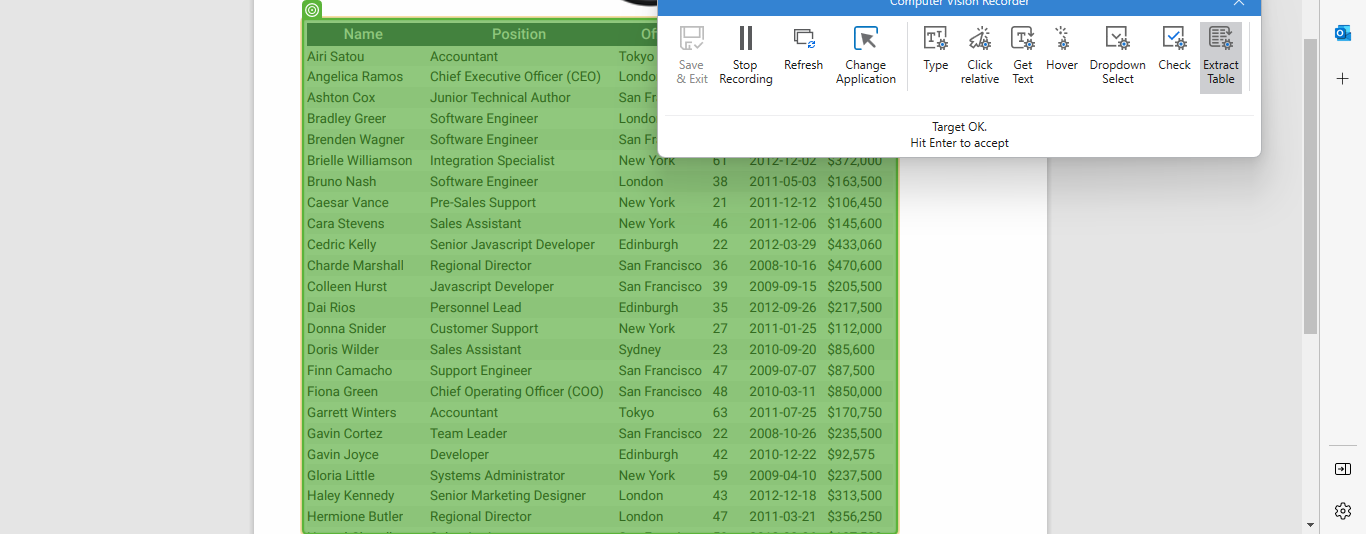 Computer Vision Recorder
Save & Exit
Stop Recording
Refresh
Change Application
Type
Click relative
Get Text
Hover
Dropdown Select
Check
Extract Table
Target OK.
Hit Enter to accept
Name Position
Airi Satou Accountant Tokyo
Angelica Ramos Chief Executive Officer (CEO)
Ashton Cox Junior Technical Author San
Bradley Greer Software Engineer
Brenden Wagner Software Engineer San
Brielle Williamson Integration Specialist New York 61 2012-12-02 $372,000
Bruno Nash Software Engineer London 38 2011-05-03 $163,500
Caesar Vance Pre-Sales Support New York 21 2011-12-12 $106,450
Cara Stevens Sales Assistant New York 46 2011-12-06 $145,600
Cedric Kelly Senior Javascript Developer Edinburgh 22 2012-03-29 $433,060
Charde Marshall Regional Director San Francisco 36 2008-10-16 $470,600
Colleen Hurst Javascript Developer San Francisco 39 2009-09-15 $205,500
Dai Rios Personnel Lead Edinburgh 35 2012-09-26 $217,500
Donna Snider Customer Support New York 27 2011-01-25 $112,000
Doris Wilder Sales Assistant Sydney 23 2010-09-20 $85,600
Finn Camacho Support Engineer San Francisco 47 2009-07-07 $87,500
Fiona Green Chief Operating Officer (COO) San Francisco 48 2010-03-11 $850,000
Garrett Winters Accountant Tokyo 63 2011-07-25 $170,750
Gavin Cortez Team Leader San Francisco 22 2008-10-26 $235,500
Gavin Joyce Developer Edinburgh 42 2010-12-22 $92,575
Gloria Little Systems Administrator New York 59 2009-04-10 $237,500
Haley Kennedy Senior Marketing Designer London 43 2012-12-18 $313,500
Hermione Butler Regional Director London 47 2011-03-21 $356,250